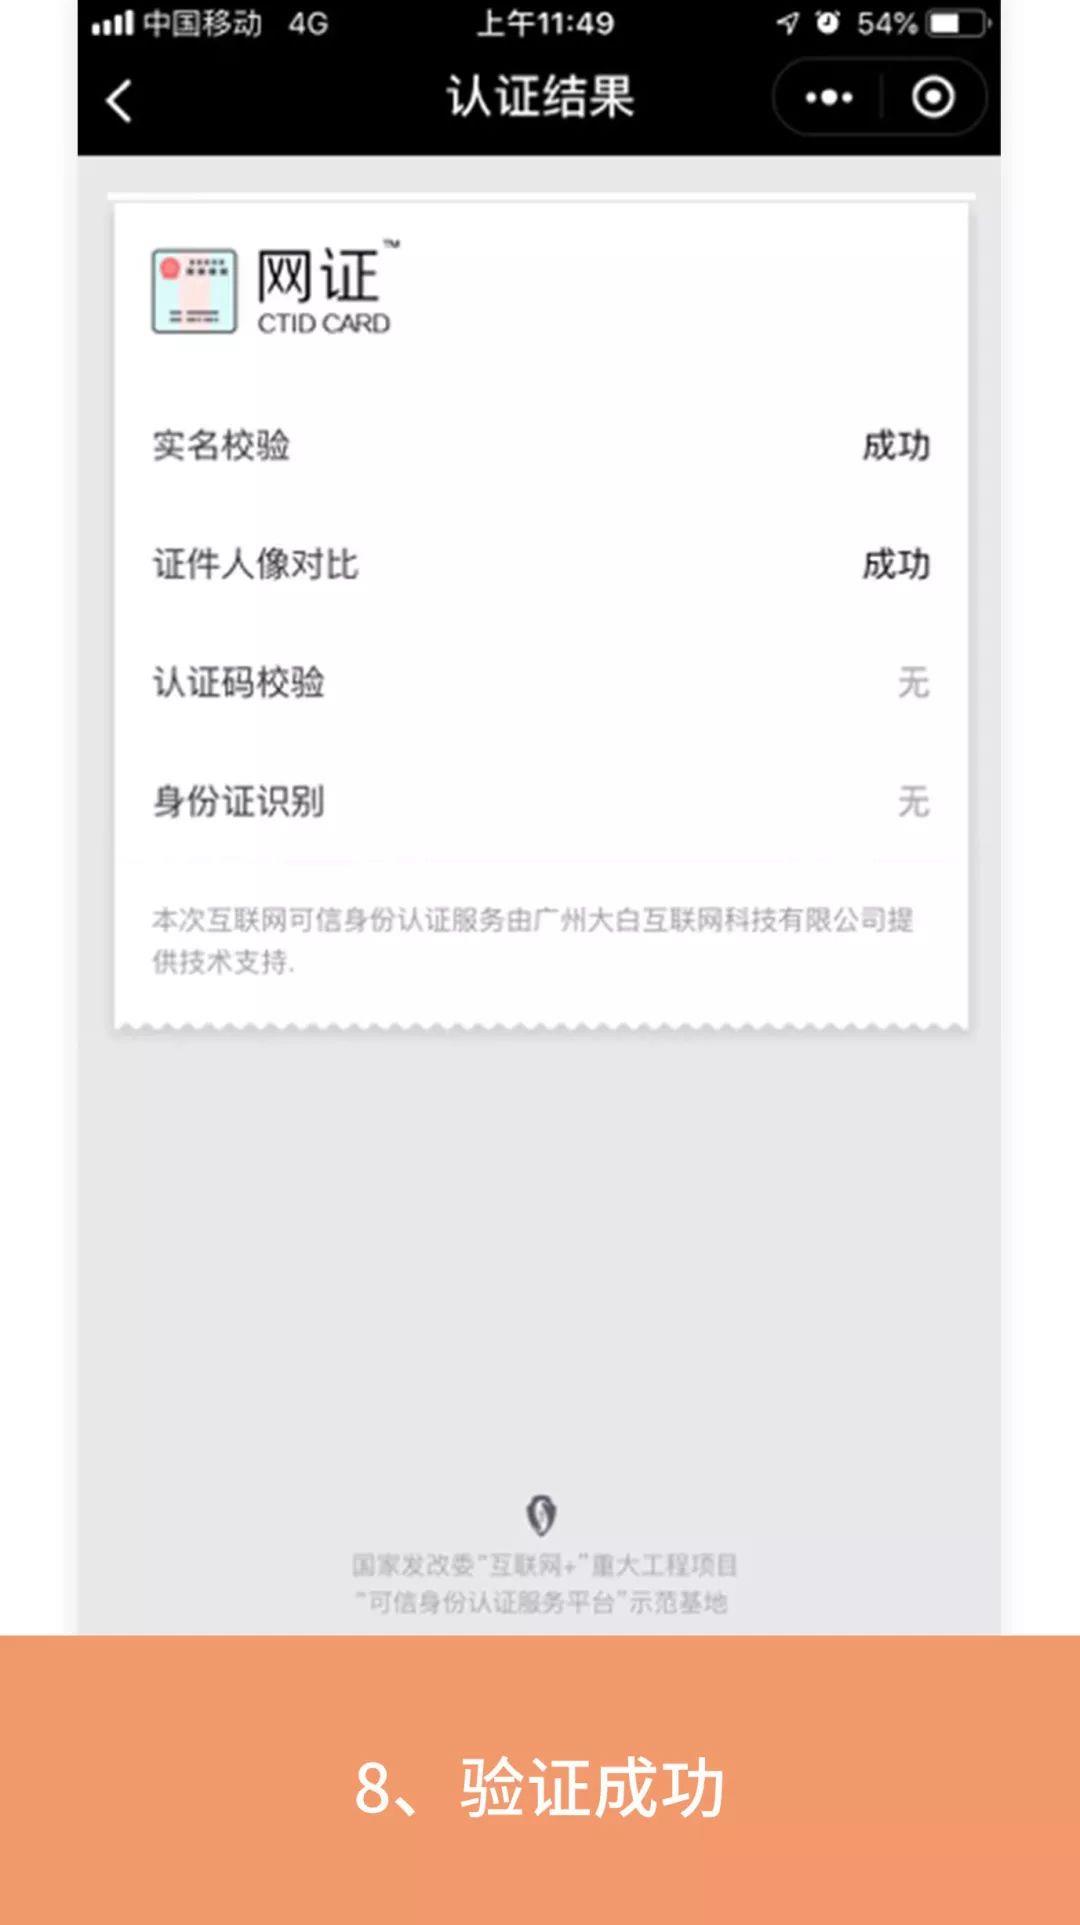 中国移动 4G 上午11:49 54%
认证结果
网证™
CTID CARD
实名校验 成功
证件人像对比 成功
认证码校验 无
身份证识别 无
本次互联网可信身份认证服务由广州大白互联网科技有限公司提
供技术支持.
国家发改委“互联网+”重大工程项目
“可信身份认证服务平台”示范基地
8、验证成功